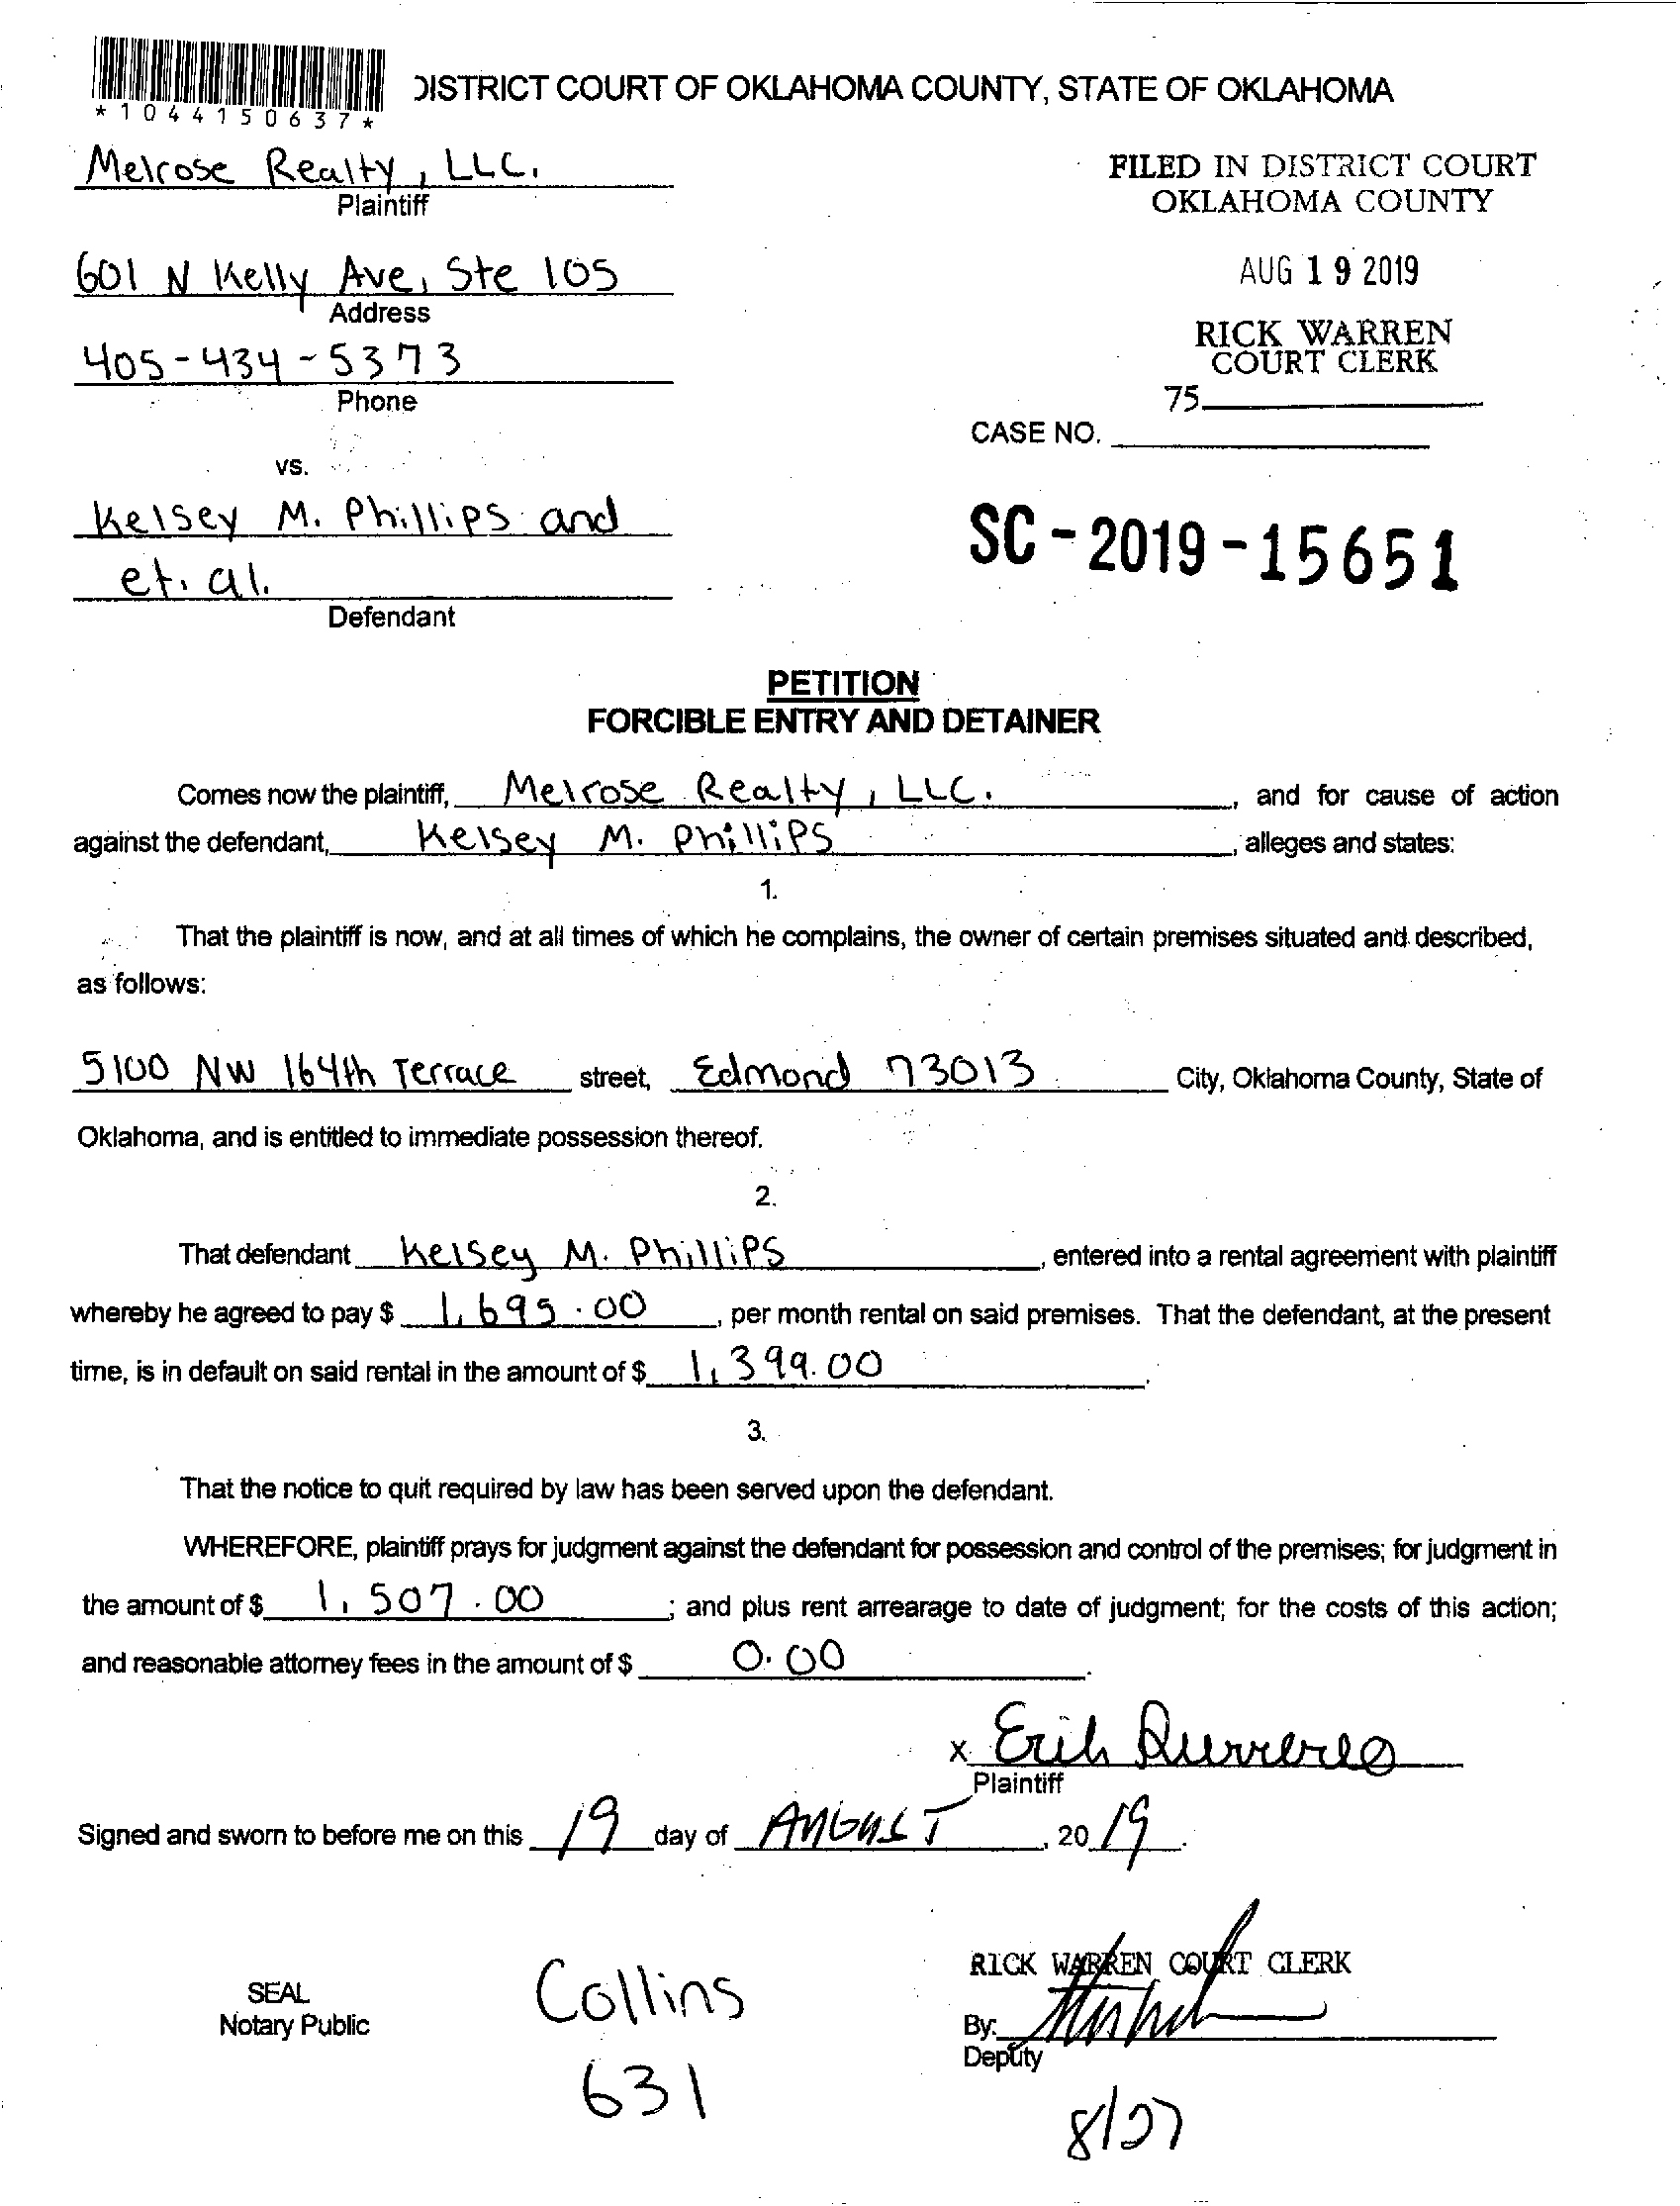 *1044150637*
DISTRICT COURT OF OKLAHOMA COUNTY, STATE OF OKLAHOMA
Melrose Realty, LLC.
Plaintiff
FILED IN DISTRICT COURT
OKLAHOMA COUNTY
601 N Kelly Ave, Ste 105
Address
AUG 19 2019
405-434-5373
Phone
RICK WARREN
COURT CLERK
75
CASE NO.
vs.
Kelsey M. Phillips and
et. al.
Defendant
SC-2019-15651
PETITION
FORCIBLE ENTRY AND DETAINER
Comes now the plaintiff, Melrose Realty, LLC. , and for cause of action
against the defendant, Kelsey M. Phillips , alleges and states:
1.
That the plaintiff is now, and at all times of which he complains, the owner of certain premises situated and described,
as follows:
5100 NW 164th Terrace street, Edmond 73013 City, Oklahoma County, State of
Oklahoma, and is entitled to immediate possession thereof.
2.
That defendant Kelsey M. Phillips , entered into a rental agreement with plaintiff
whereby he agreed to pay $ 1,695.00 , per month rental on said premises. That the defendant, at the present
time, is in default on said rental in the amount of $ 1,399.00 .
3.
That the notice to quit required by law has been served upon the defendant.
WHEREFORE, plaintiff prays for judgment against the defendant for possession and control of the premises; for judgment in
the amount of $ 1,507.00 ; and plus rent arrearage to date of judgment; for the costs of this action;
and reasonable attorney fees in the amount of $ 0.00 .
x
Plaintiff
Signed and sworn to before me on this 19 day of AUGUST , 20 19 .
SEAL
Notary Public
Collins
631
RICK WARREN COURT CLERK
By:
Deputy
8/27